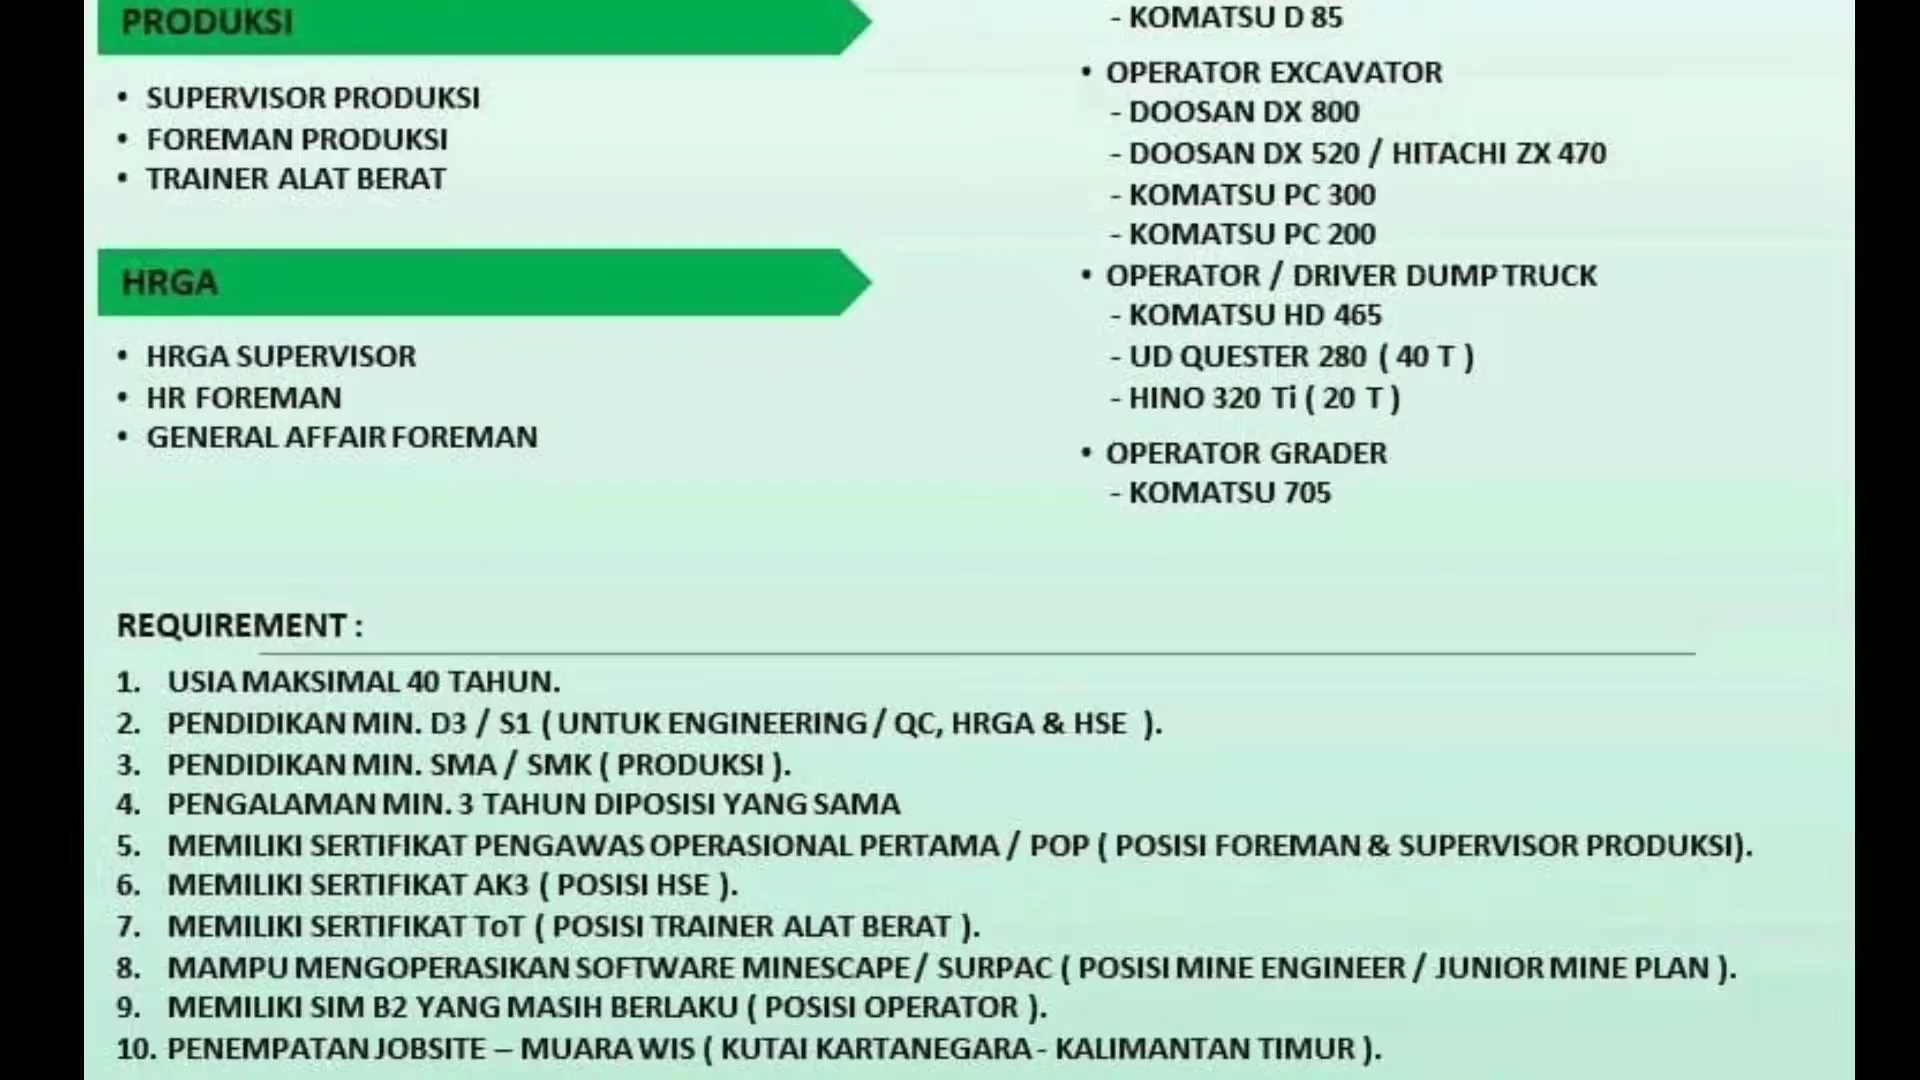 PRODUKSI
• SUPERVISOR PRODUKSI
• FOREMAN PRODUKSI
• TRAINER ALAT BERAT
HRGA
• HRGA SUPERVISOR
• HR FOREMAN
• GENERAL AFFAIR FOREMAN
- KOMATSU D 85
• OPERATOR EXCAVATOR
- DOOSAN DX 800
- DOOSAN DX 520 / HITACHI ZX 470
- KOMATSU PC 300
- KOMATSU PC 200
• OPERATOR / DRIVER DUMP TRUCK
- KOMATSU HD 465
- UD QUESTER 280 ( 40 T )
- HINO 320 Ti ( 20 T )
• OPERATOR GRADER
- KOMATSU 705
REQUIREMENT :
1. USIA MAKSIMAL 40 TAHUN.
2. PENDIDIKAN MIN. D3 / S1 ( UNTUK ENGINEERING / QC, HRGA & HSE ).
3. PENDIDIKAN MIN. SMA / SMK ( PRODUKSI ).
4. PENGALAMAN MIN. 3 TAHUN DIPOSISI YANG SAMA
5. MEMILIKI SERTIFIKAT PENGAWAS OPERASIONAL PERTAMA / POP ( POSISI FOREMAN & SUPERVISOR PRODUKSI).
6. MEMILIKI SERTIFIKAT AK3 ( POSISI HSE ).
7. MEMILIKI SERTIFIKAT ToT ( POSISI TRAINER ALAT BERAT ).
8. MAMPU MENGOPERASIKAN SOFTWARE MINESCAPE / SURPAC ( POSISI MINE ENGINEER / JUNIOR MINE PLAN ).
9. MEMILIKI SIM B2 YANG MASIH BERLAKU ( POSISI OPERATOR ).
10. PENEMPATAN JOBSITE – MUARA WIS ( KUTAI KARTANEGARA - KALIMANTAN TIMUR ).